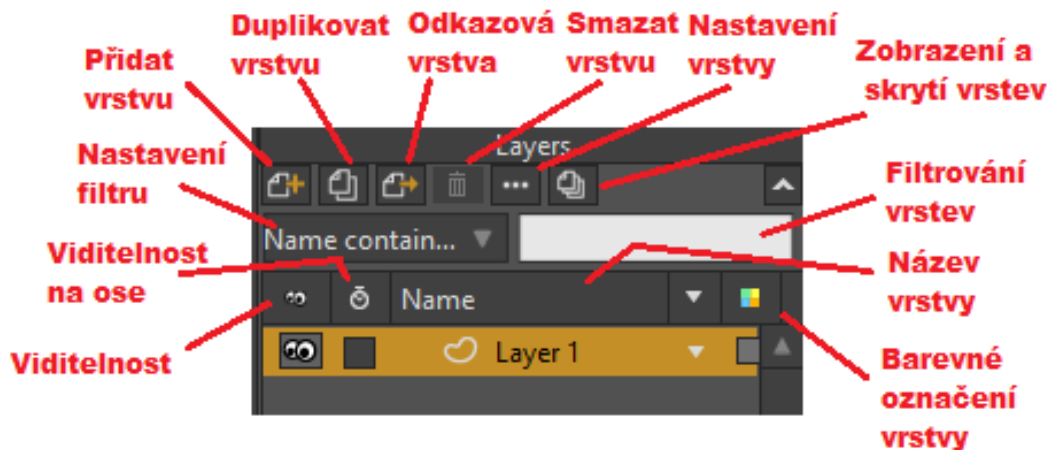 Přidat
vrstvu
Duplikovat
vrstvu
Odkazová
vrstva
Smazat
vrstvu
Nastavení
vrstvy
Zobrazení a
skrytí vrstev
Nastavení
filtru
Layers
Filtrování
vrstev
Name contain...
Viditelnost
na ose
Name
Název
vrstvy
Viditelnost
Layer 1
Barevné
označení
vrstvy